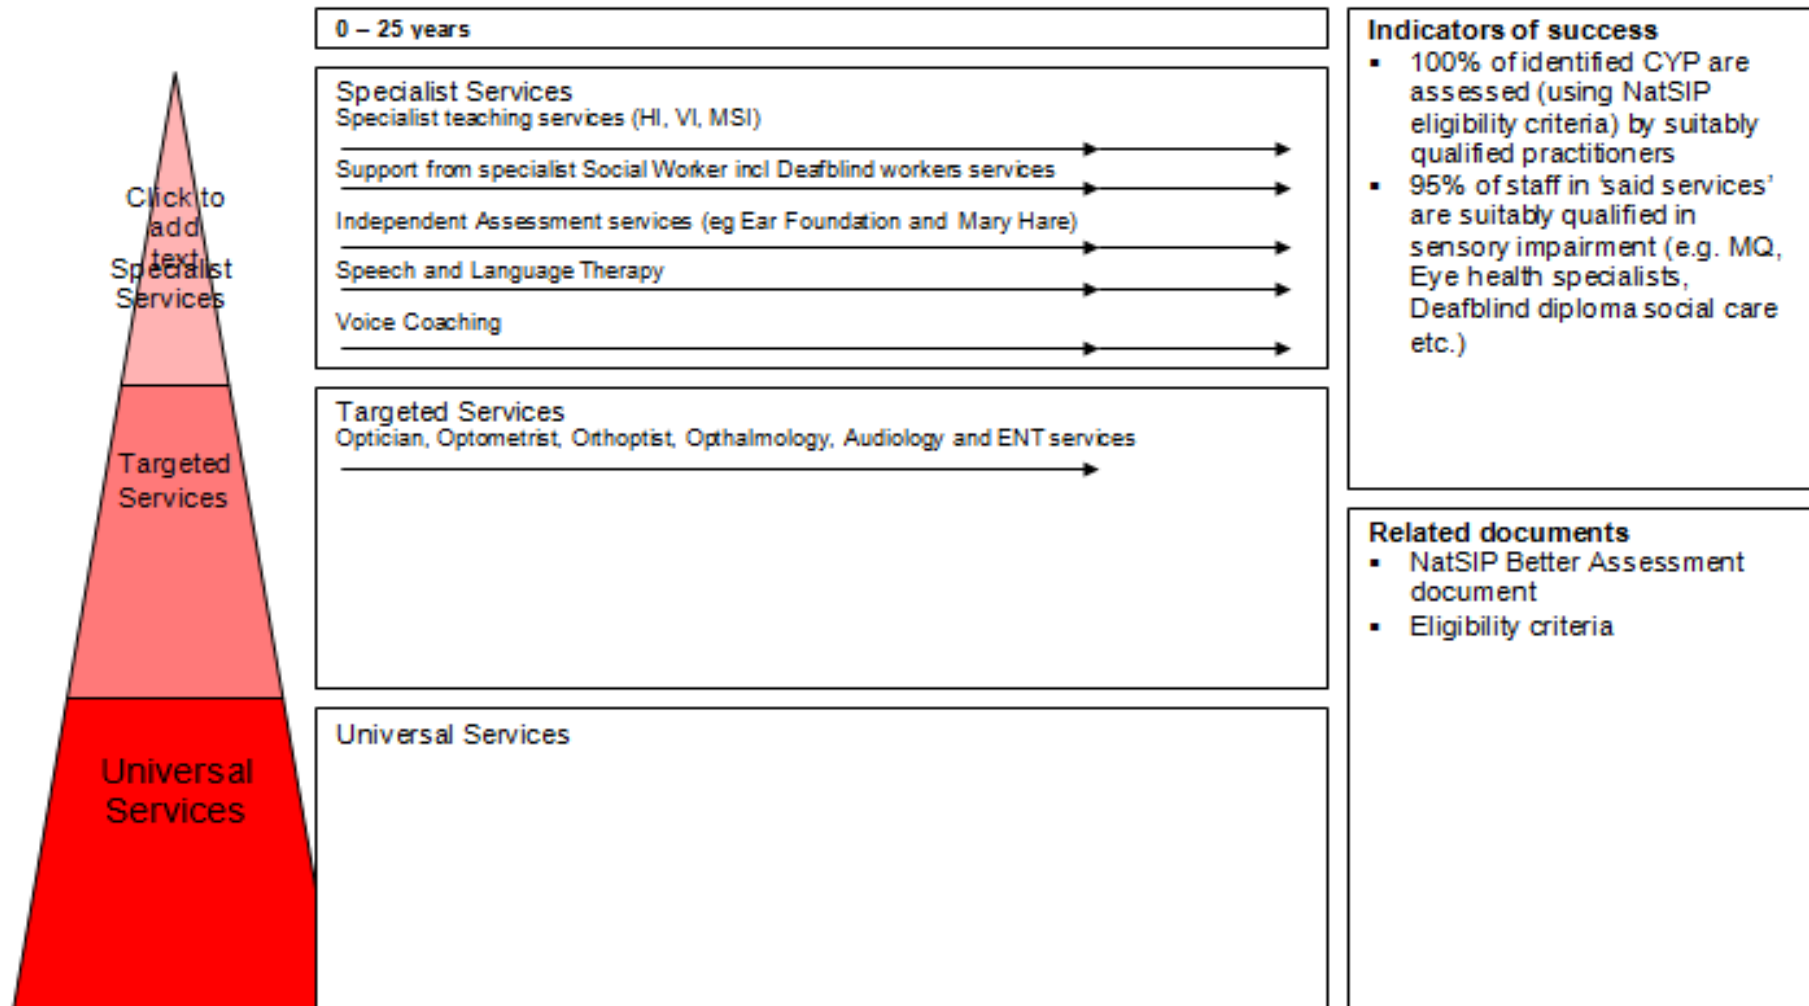 0 – 25 years
Click to
add
text
Specialist
Services
Targeted
Services
Universal
Services
Specialist Services
Specialist teaching services (HI, VI, MSI)
Support from specialist Social Worker incl Deafblind workers services
Independent Assessment services (eg Ear Foundation and Mary Hare)
Speech and Language Therapy
Voice Coaching
Targeted Services
Optician, Optometrist, Orthoptist, Opthalmology, Audiology and ENT services
Universal Services
Indicators of success
▪ 100% of identified CYP are
assessed (using NatSIP
eligibility criteria) by suitably
qualified practitioners
▪ 95% of staff in ‘said services’
are suitably qualified in
sensory impairment (e.g. MQ,
Eye health specialists,
Deafblind diploma social care
etc.)
Related documents
▪ NatSIP Better Assessment
document
▪ Eligibility criteria